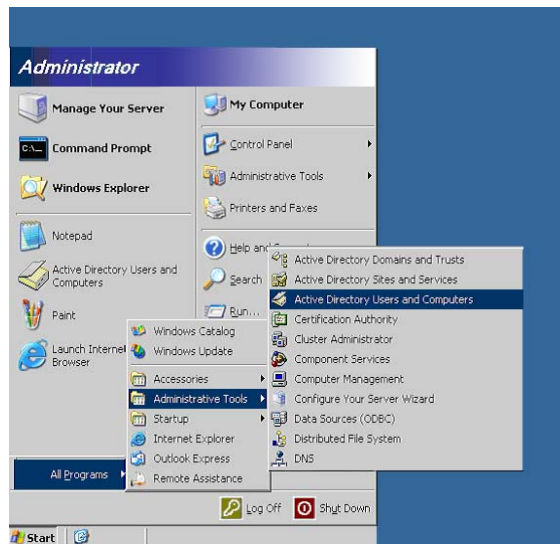 Administrator
Manage Your Server
Command Prompt
Windows Explorer
Notepad
Active Directory Users and
Computers
Paint
Launch Internet
Browser
All Programs
My Computer
Control Panel
Administrative Tools
Printers and Faxes
Help and
Search
Run...
Windows Catalog
Windows Update
Accessories
Administrative Tools
Startup
Internet Explorer
Outlook Express
Remote Assistance
Active Directory Domains and Trusts
Active Directory Sites and Services
Active Directory Users and Computers
Certification Authority
Cluster Administrator
Component Services
Computer Management
Configure Your Server Wizard
Data Sources (ODBC)
Distributed File System
DNS
Log Off
Shut Down
Start